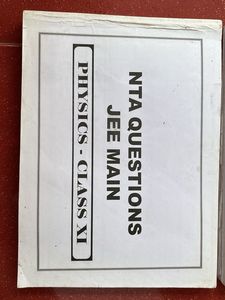 NTA QUESTIONS
JEE MAIN
PHYSICS - CLASS XI